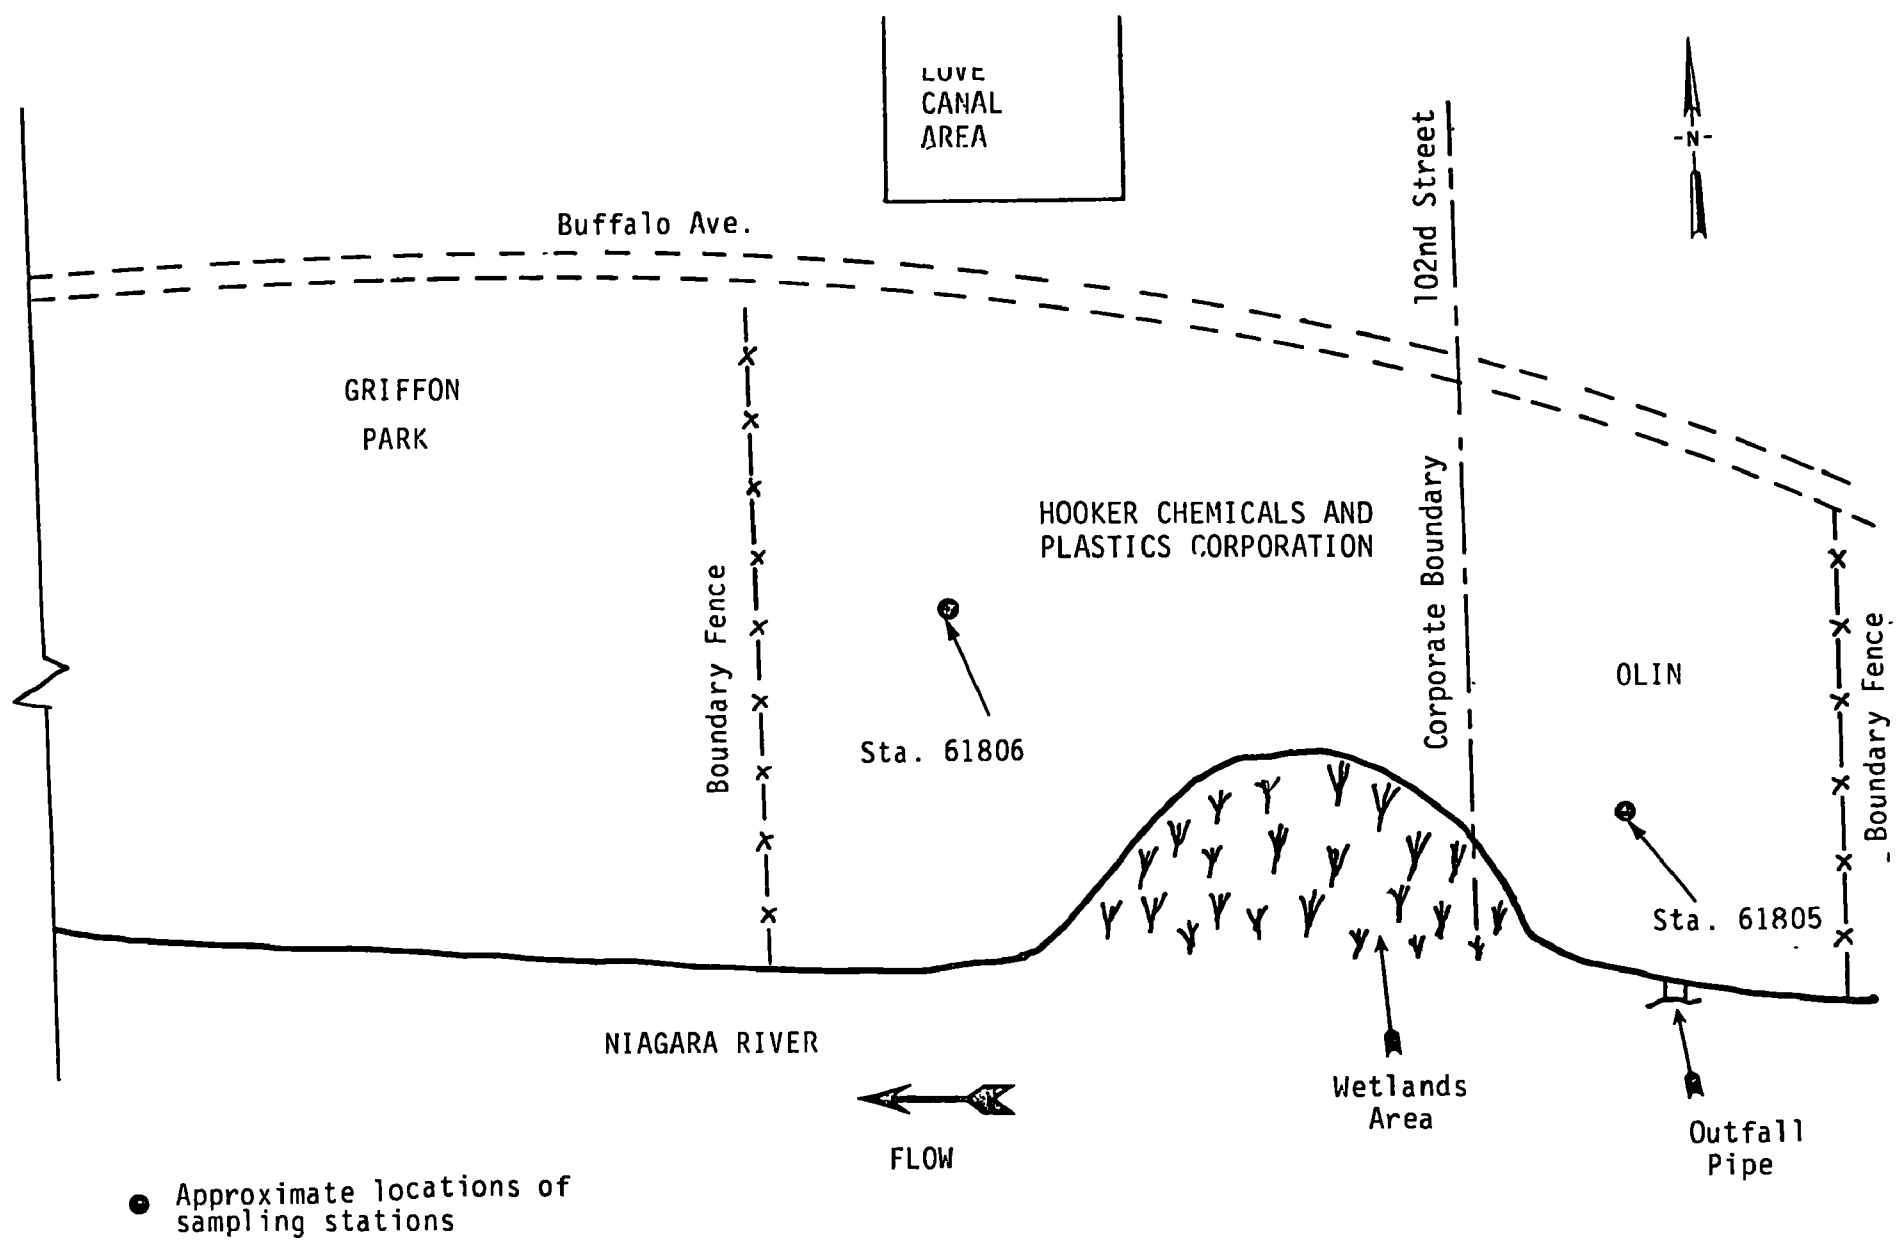 LOVE
CANAL
AREA
102nd Street
-N-
Buffalo Ave.
GRIFFON
PARK
HOOKER CHEMICALS AND
PLASTICS CORPORATION
Corporate Boundary
Boundary Fence
OLIN
Boundary Fence
Sta. 61806
Sta. 61805
NIAGARA RIVER
Wetlands
Area
FLOW
Outfall
Pipe
Approximate locations of
sampling stations